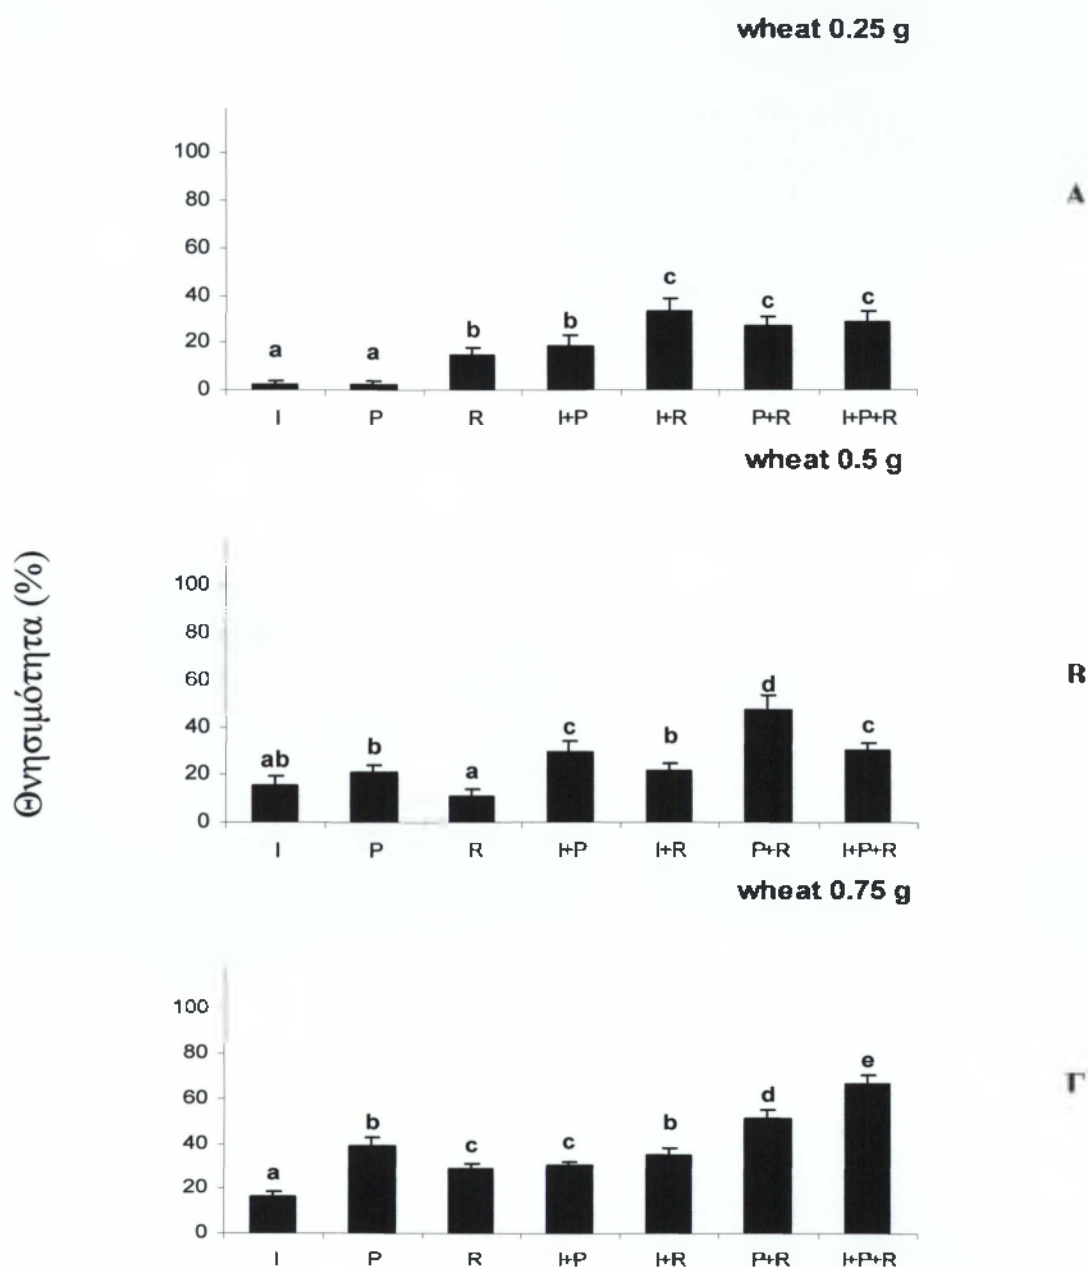 wheat 0.25 g
Α
100
80
60
40
20
0
a
a
b
b
c
c
c
I
P
R
I+P
I+R
P+R
I+P+R
wheat 0.5 g
Θνησιμότητα (%)
Β
100
80
60
40
20
0
ab
b
a
c
b
d
c
I
P
R
I+P
I+R
P+R
I+P+R
wheat 0.75 g
Γ
100
80
60
40
20
0
a
b
c
c
b
d
e
I
P
R
I+P
I+R
P+R
I+P+R